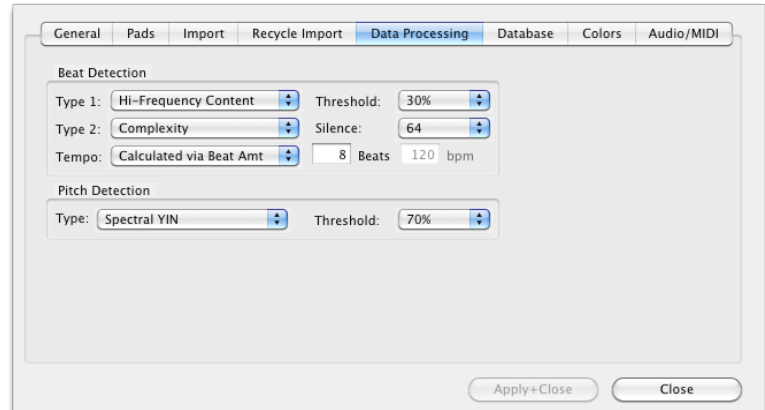 General Pads Import Recycle Import Data Processing Database Colors Audio/MIDI
Beat Detection
Type 1: Hi-Frequency Content Threshold: 30%
Type 2: Complexity Silence: 64
Tempo: Calculated via Beat Amt 8 Beats 120 bpm
Pitch Detection
Type: Spectral YIN Threshold: 70%
Apply+Close Close